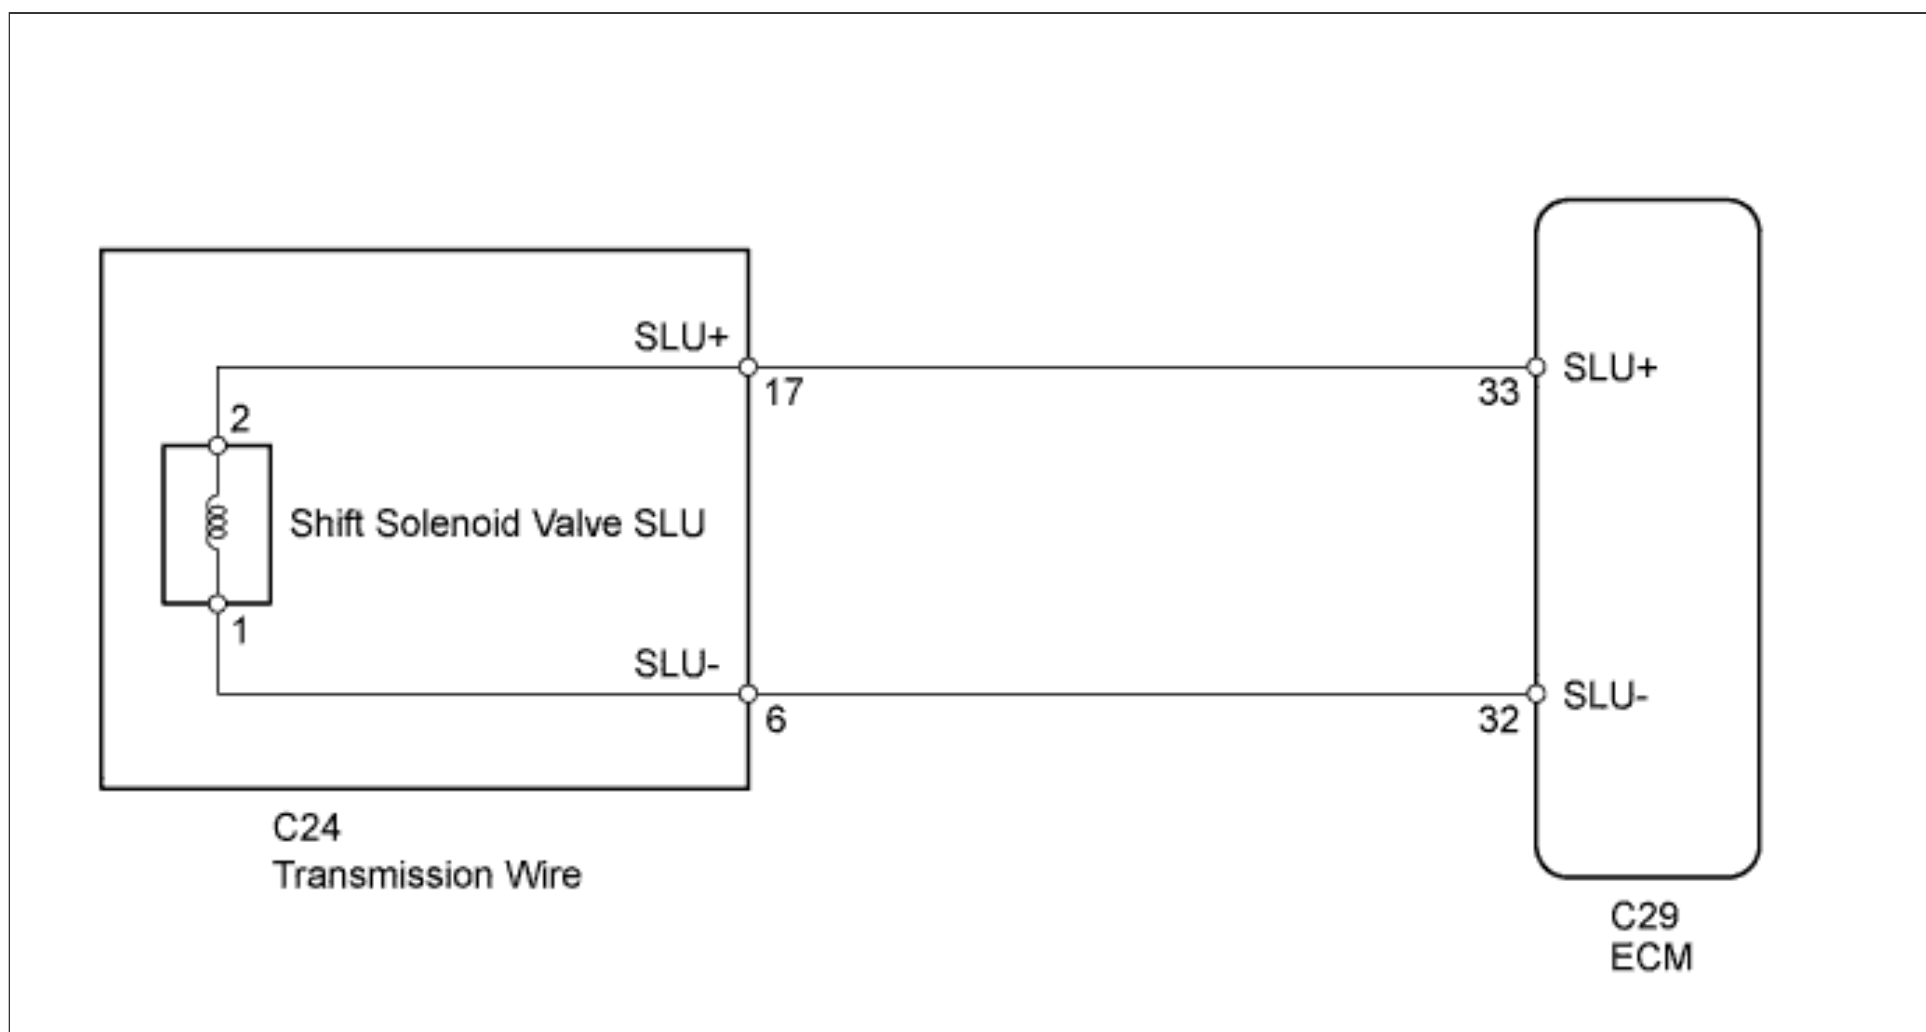 SLU+
17
33
SLU+
2
Shift Solenoid Valve SLU
1
SLU-
6
32
SLU-
C24
Transmission Wire
C29
ECM